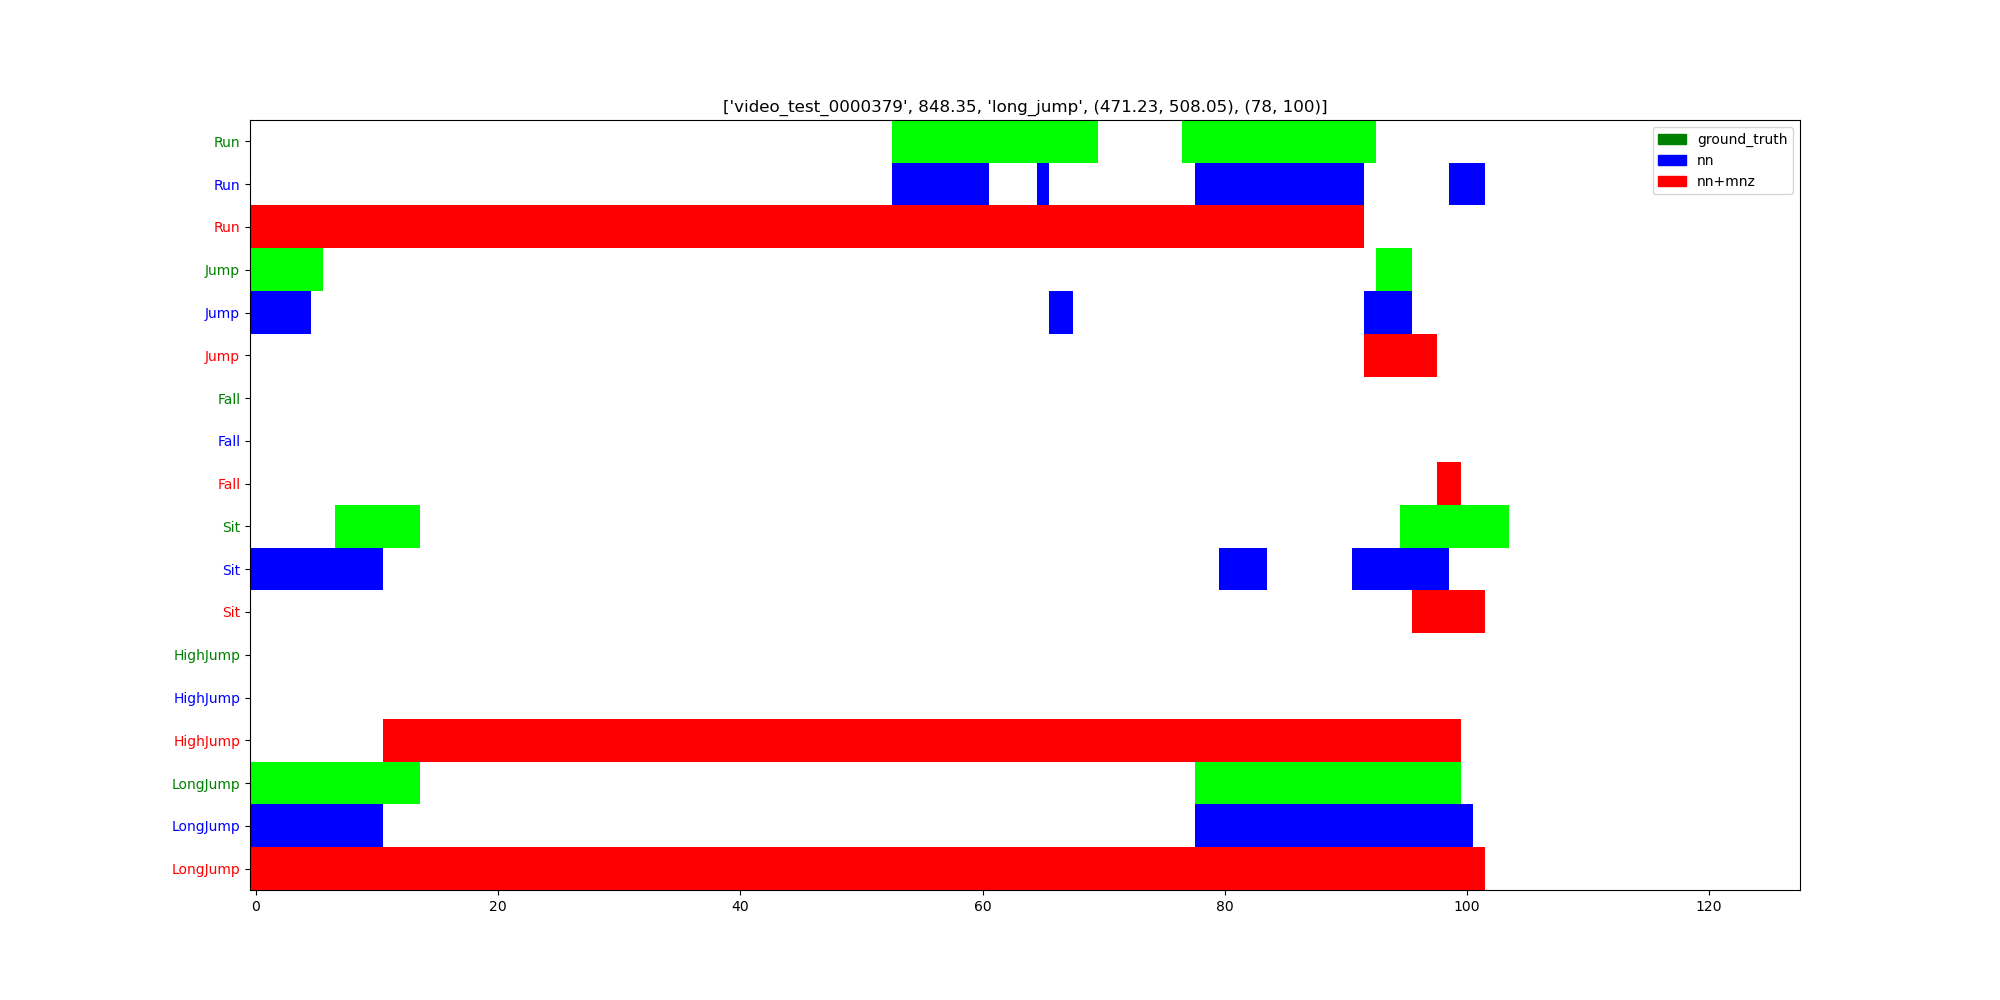 ['video_test_0000379', 848.35, 'long_jump', (471.23, 508.05), (78, 100)]
Run
Run
Run
Jump
Jump
Jump
Fall
Fall
Fall
Sit
Sit
Sit
HighJump
HighJump
HighJump
LongJump
LongJump
LongJump
ground_truth
nn
nn+mnz
0 20 40 60 80 100 120